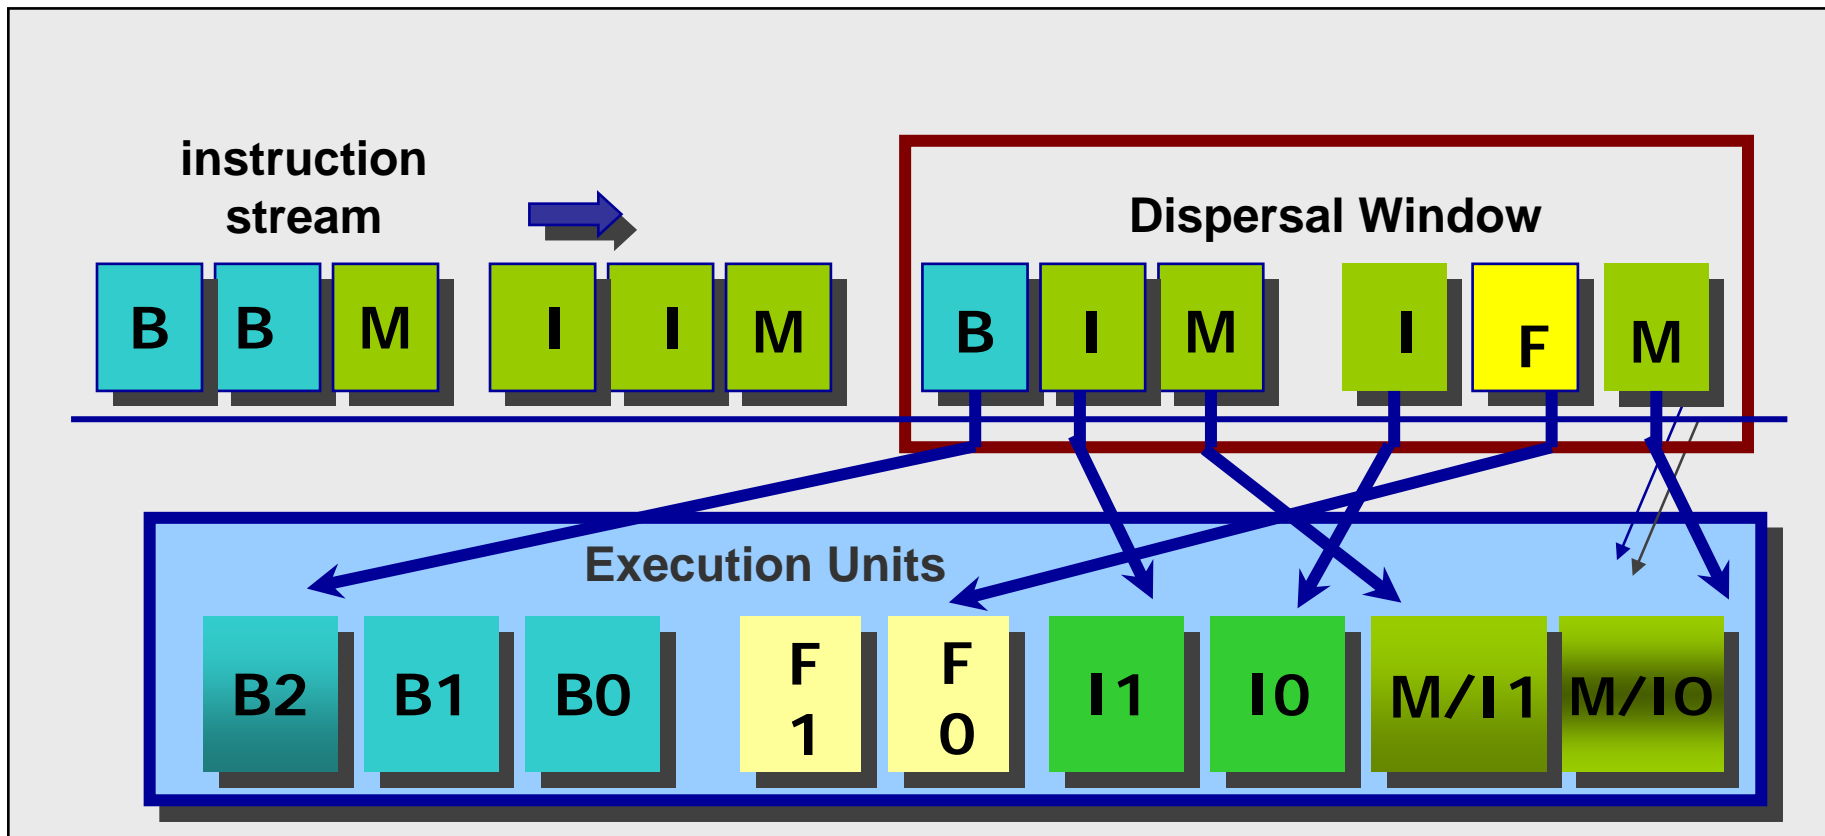 instruction
stream
Dispersal Window
B B M I I M B I M I F M
Execution Units
B2 B1 B0 F 1 F 0 I1 I0 M/I1 M/I0